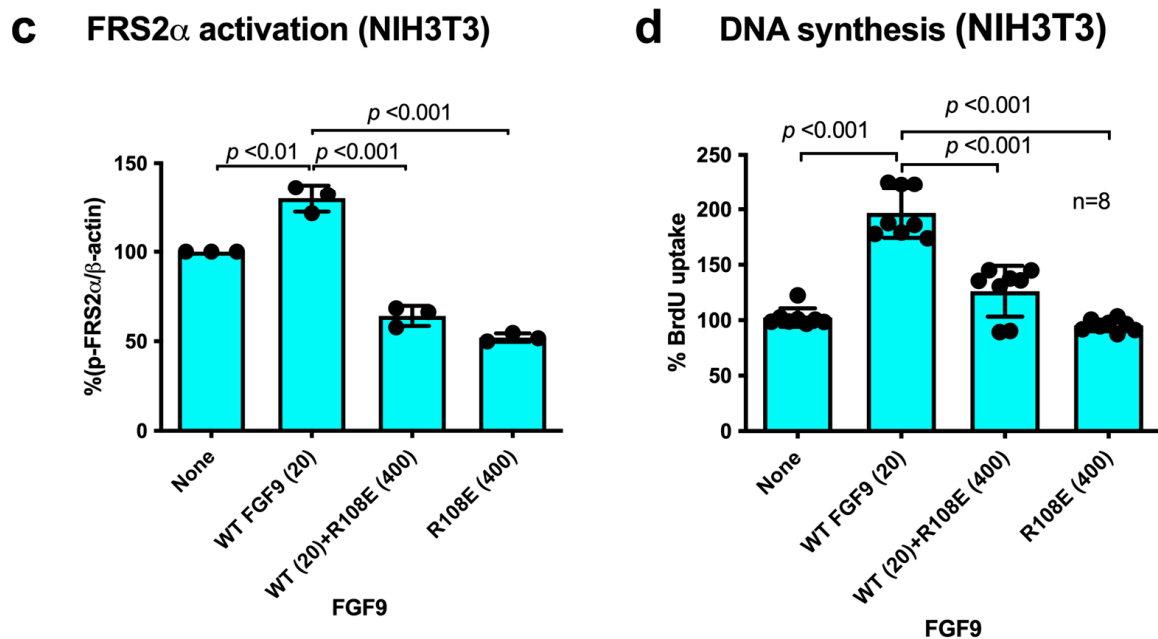 c FRS2α activation (NIH3T3)
p <0.001
p <0.01 p <0.001
%(p-FRS2α/β-actin)
150
100
50
0
None
WT FGF9 (20)
WT (20)+R108E (400)
R108E (400)
FGF9
d DNA synthesis (NIH3T3)
p <0.001
p <0.001
p <0.001
n=8
% BrdU uptake
250
200
150
100
50
0
None
WT FGF9 (20)
WT (20)+R108E (400)
R108E (400)
FGF9